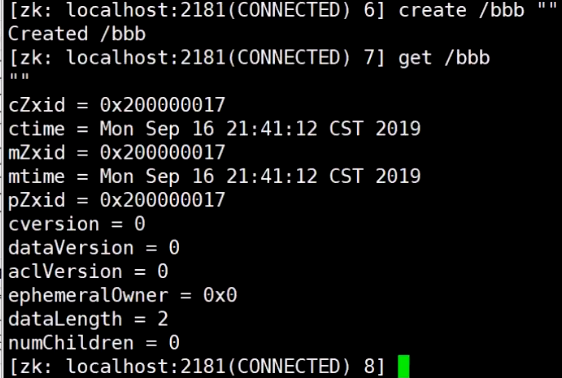 [zk: localhost:2181(CONNECTED) 6] create /bbb ""
Created /bbb
[zk: localhost:2181(CONNECTED) 7] get /bbb
""
cZxid = 0x200000017
ctime = Mon Sep 16 21:41:12 CST 2019
mZxid = 0x200000017
mtime = Mon Sep 16 21:41:12 CST 2019
pZxid = 0x200000017
cversion = 0
dataVersion = 0
aclVersion = 0
ephemeralOwner = 0x0
dataLength = 2
numChildren = 0
[zk: localhost:2181(CONNECTED) 8]